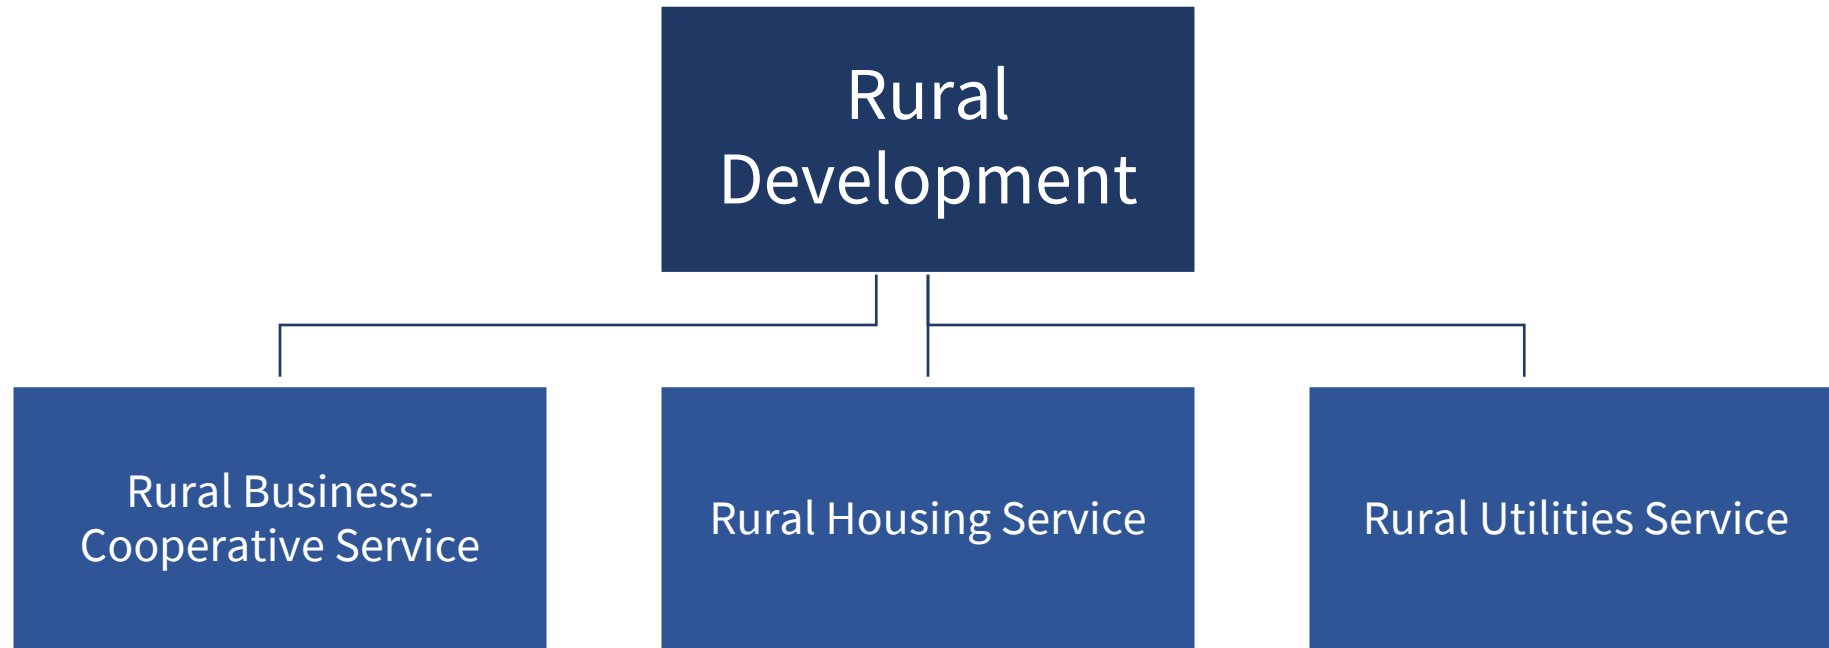 Rural
Development
Rural Business-
Cooperative Service
Rural Housing Service
Rural Utilities Service